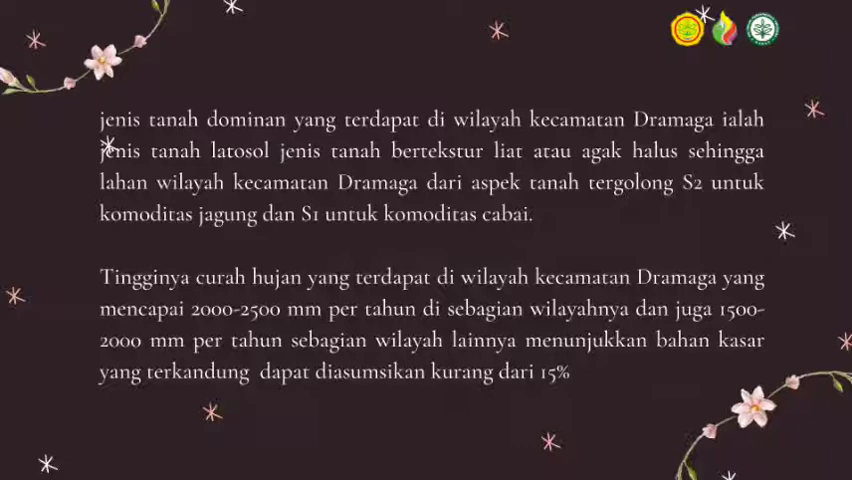 jenis tanah dominan yang terdapat di wilayah kecamatan Dramaga ialah
jenis tanah latosol jenis tanah bertekstur liat atau agak halus sehingga
lahan wilayah kecamatan Dramaga dari aspek tanah tergolong S2 untuk
komoditas jagung dan S1 untuk komoditas cabai.
Tingginya curah hujan yang terdapat di wilayah kecamatan Dramaga yang
mencapai 2000-2500 mm per tahun di sebagian wilayahnya dan juga 1500-
2000 mm per tahun sebagian wilayah lainnya menunjukkan bahan kasar
yang terkandung dapat diasumsikan kurang dari 15%